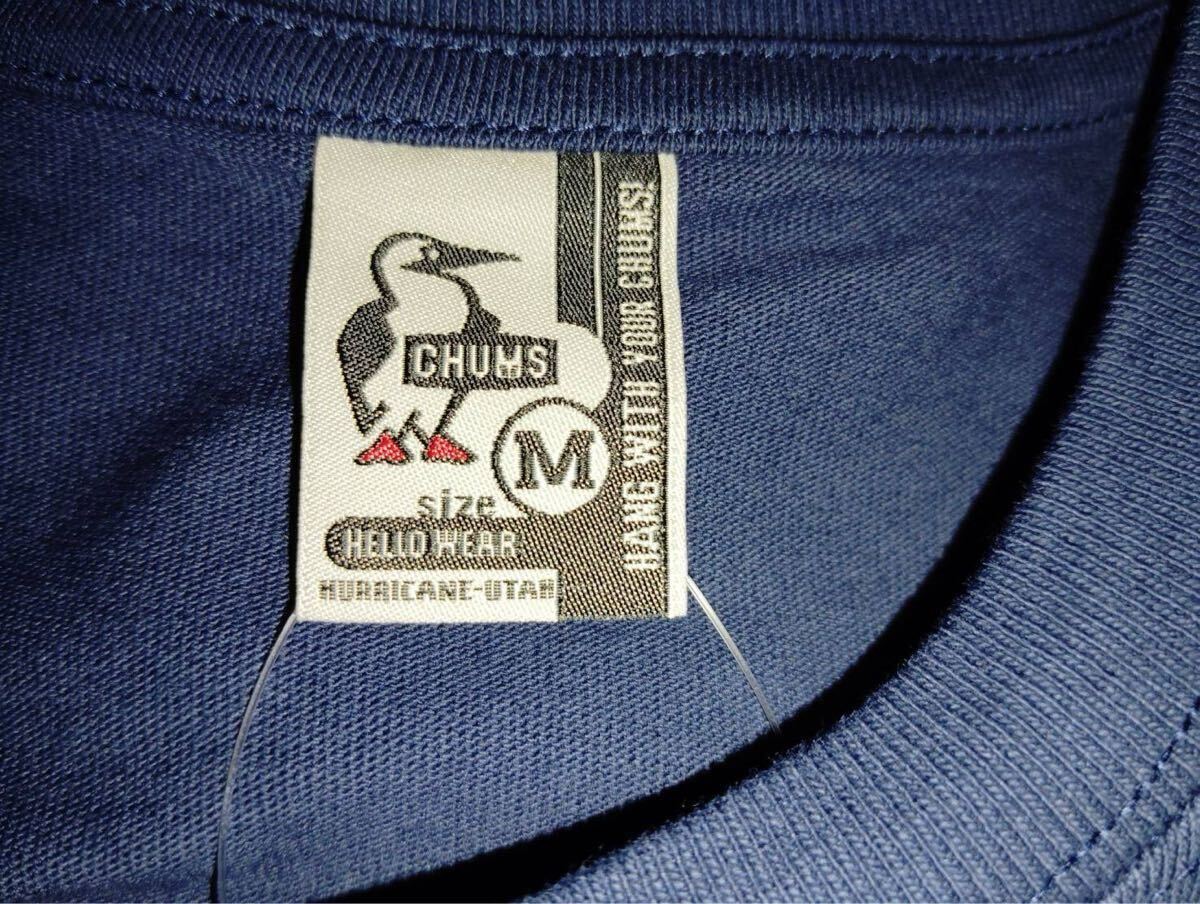 CHUMS
M
size
HELLO WEAR
HURRICANE-UTAH
HANG WITH YOUR CHUMS!